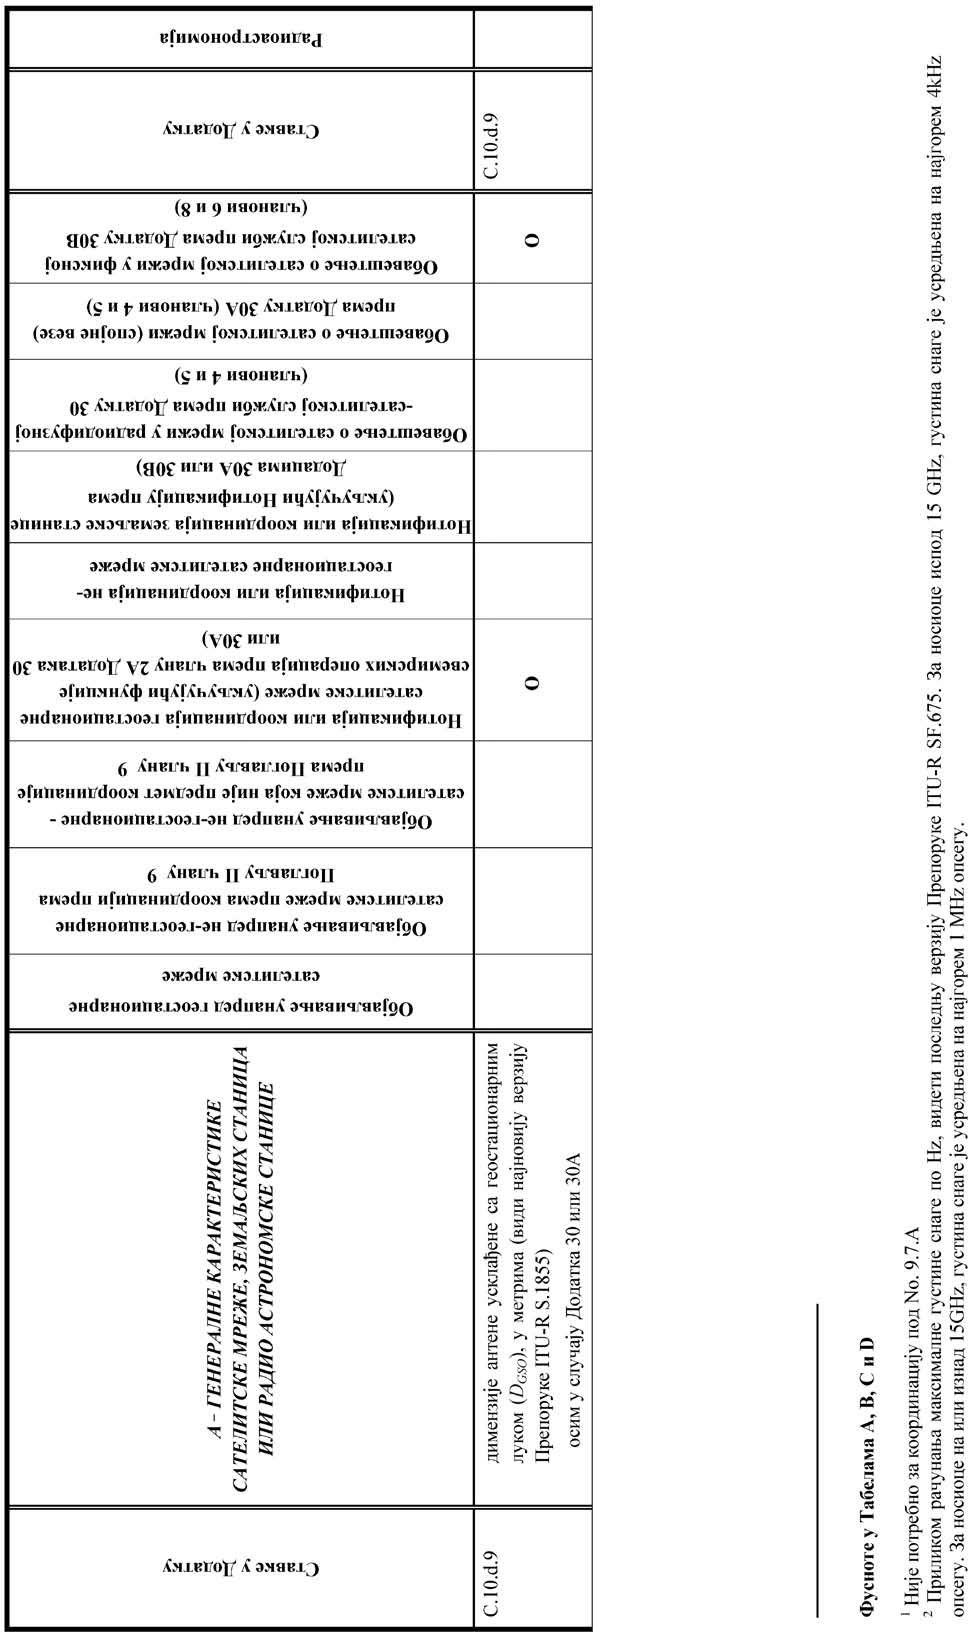 Ставке у Додатку
А – ГЕНЕРАЛНЕ КАРАКТЕРИСТИКЕ
САТЕЛИТСКЕ МРЕЖЕ, ЗЕМАЉСКИХ СТАНИЦА
ИЛИ РАДИО АСТРОНОМСКЕ СТАНИЦЕ
Објављивање унапред геостационарне
сателитске мреже
Објављивање унапред не-геостационарне
сателитске мреже према координацији према
Поглављу II члану 9
Објављивање унапред не-геостационарне -
сателитске мреже која није предмет координације
према Поглављу II члану 9
Нотификација или координација геостационарне
сателитске мреже (укључујући функције
свемирских операција према члану 2А Додатака 30
или 30А)
Нотификација или координација не-
геостационарне сателитске мреже
Нотификација или координација земаљске станице
(укључујући Нотификацију према
Додацима 30А или 30В)
Обавештење о сателитској мрежи у радиодифузној
-сателитској служби према Додатку 30
(чланови 4 и 5)
Обавештење о сателитској мрежи (спојне везе)
према Додатку 30А (чланови 4 и 5)
Обавештење о сателитској мрежи у фиксној
сателитској служби према Додатку 30В
(чланови 6 и 8)
Ставке у Додатку
Радиоастрономија
C.10.d.9
димензије антене усклађене са геостационарним
луком (D_GSO), у метрима (види најновију верзију
Препоруке ITU-R S.1855)
осим у случају Додатка 30 или 30А
O
O
C.10.d.9
Фусноте у Табелама A, B, C и D
¹ Није потребно за координацију под No. 9.7.A
² Приликом рачунања максималне густине снаге по Hz, видети последњу верзију Препоруке ITU-R SF.675. За носиоце испод 15 GHz, густина снаге је усредњена на најгорем 4kHz
опсегу. За носиоце на или изнад 15GHz, густина снаге је усредњена на најгорем 1 MHz опсегу.